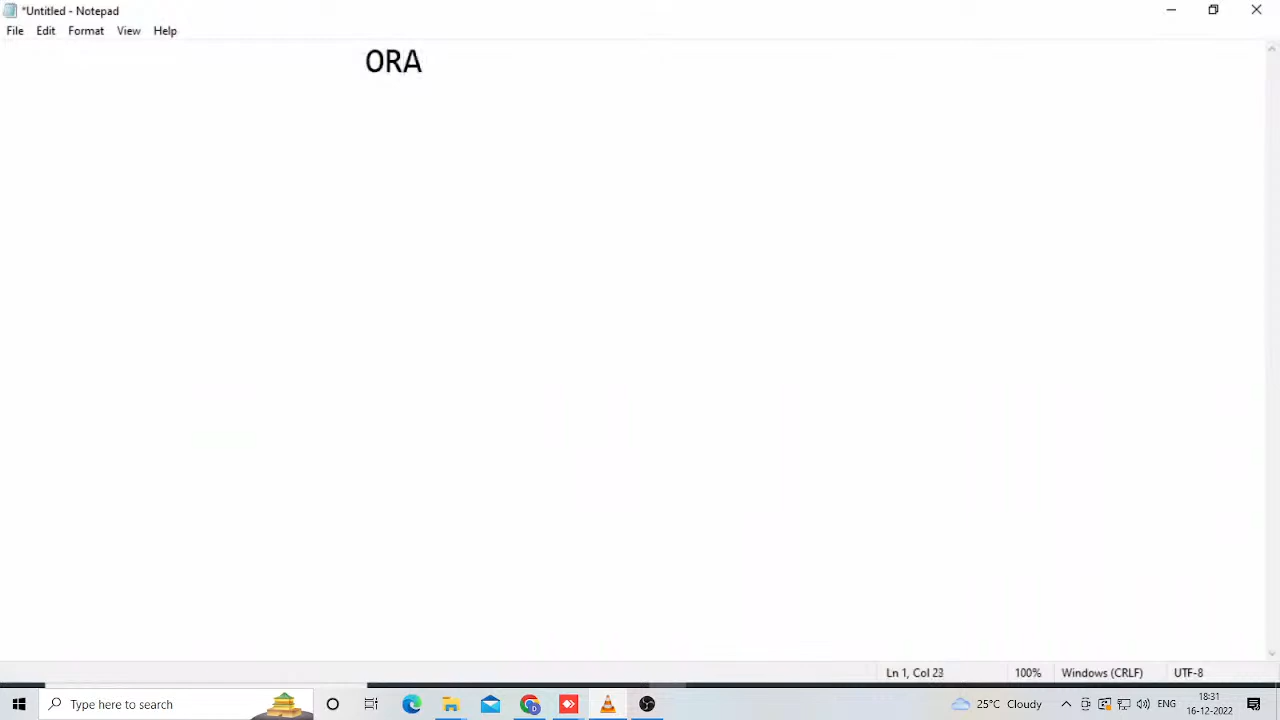 *Untitled - Notepad
File Edit Format View Help
ORA
Ln 1, Col 23 100% Windows (CRLF) UTF-8
Type here to search
25°C Cloudy
ENG
18:31
16-12-2022